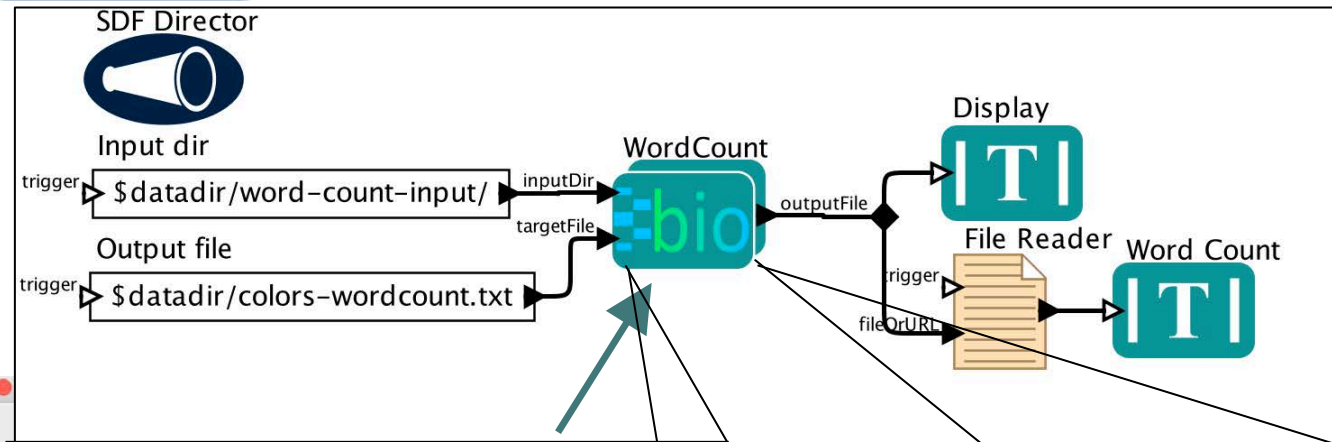 SDF Director
Input dir
trigger
$datadir/word-count-input/
inputDir
Output file
trigger
$datadir/colors-wordcount.txt
targetFile
WordCount
bio
outputFile
Display
T
File Reader
trigger
fileOrURL
Word Count
T